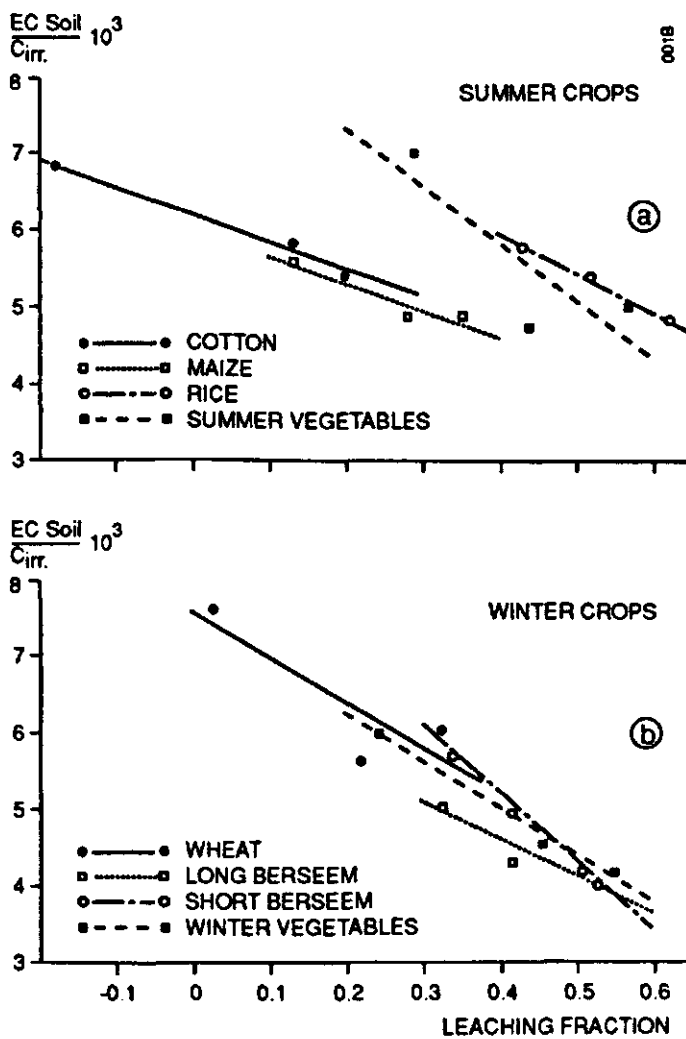 EC Soil
Cirr. 10³
0018
8
SUMMER CROPS
7
6
a
5
COTTON
MAIZE
4
RICE
SUMMER VEGETABLES
3
EC Soil
Cirr. 10³
8
WINTER CROPS
7
6
b
5
WHEAT
LONG BERSEEM
4
SHORT BERSEEM
WINTER VEGETABLES
3
-0.1 0 0.1 0.2 0.3 0.4 0.5 0.6
LEACHING FRACTION